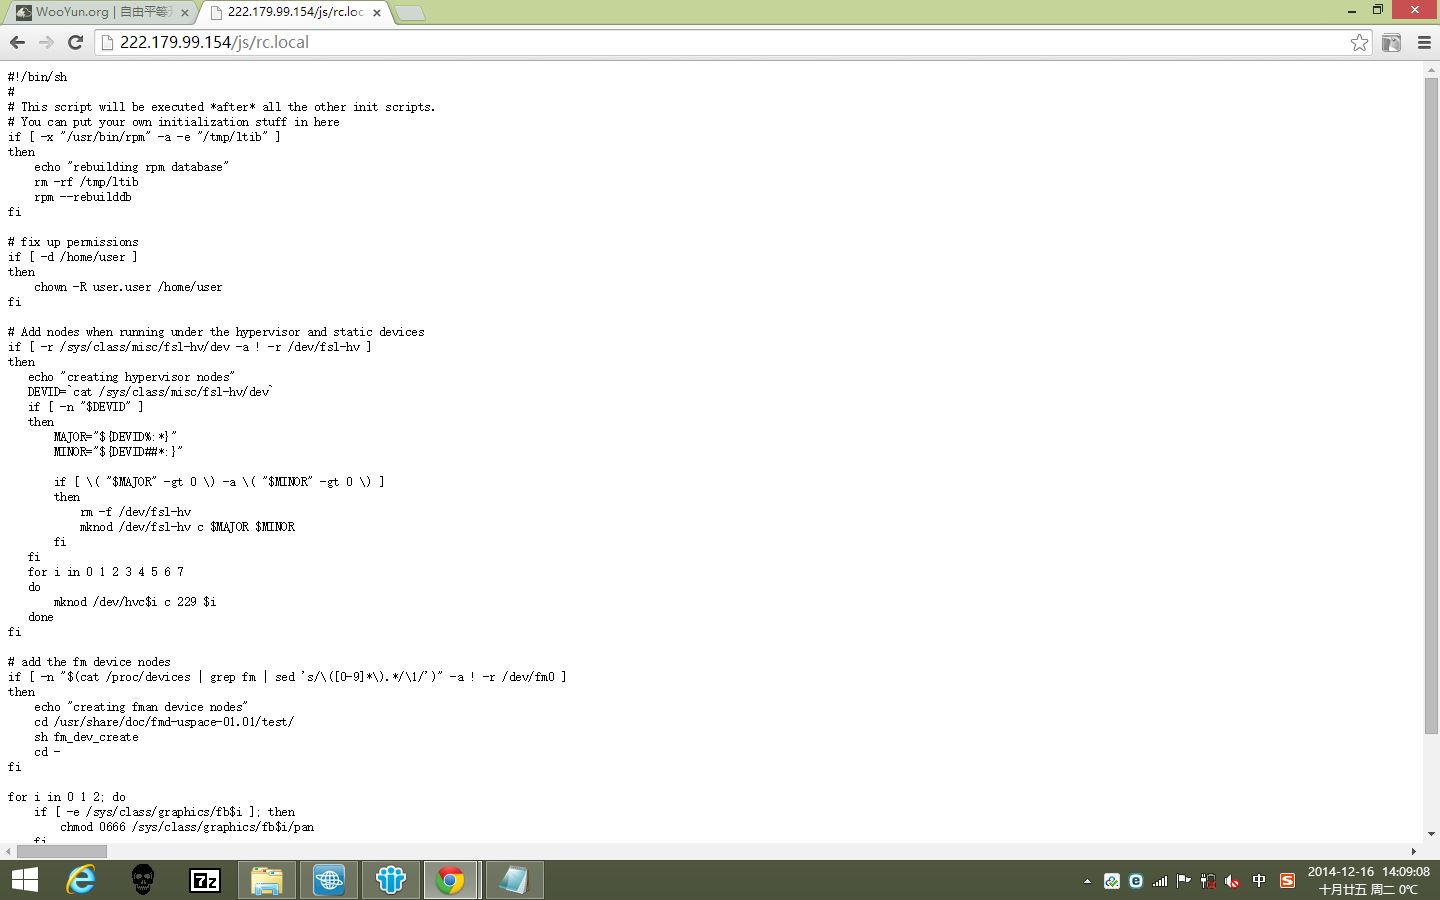 WooYun.org | 自由平等
222.179.99.154/js/rc.loc
222.179.99.154/js/rc.local
#!/bin/sh
#
# This script will be executed *after* all the other init scripts.
# You can put your own initialization stuff in here
if [ -x "/usr/bin/rpm" -a -e "/tmp/ltib" ]
then
    echo "rebuilding rpm database"
    rm -rf /tmp/ltib
    rpm --rebuilddb
fi

# fix up permissions
if [ -d /home/user ]
then
    chown -R user.user /home/user
fi

# Add nodes when running under the hypervisor and static devices
if [ -r /sys/class/misc/fsl-hv/dev -a ! -r /dev/fsl-hv ]
then
   echo "creating hypervisor nodes"
   DEVID=`cat /sys/class/misc/fsl-hv/dev`
   if [ -n "$DEVID" ]
   then
       MAJOR="${DEVID%:*}"
       MINOR="${DEVID##*:}"

       if [ \( "$MAJOR" -gt 0 \) -a \( "$MINOR" -gt 0 \) ]
       then
           rm -f /dev/fsl-hv
           mknod /dev/fsl-hv c $MAJOR $MINOR
       fi
   fi
   for i in 0 1 2 3 4 5 6 7
   do
       mknod /dev/hvc$i c 229 $i
   done
fi

# add the fm device nodes
if [ -n "$(cat /proc/devices | grep fm | sed 's/\([0-9]*\).*/\1/')" -a ! -r /dev/fm0 ]
then
    echo "creating fman device nodes"
    cd /usr/share/doc/fmd-uspace-01.01/test/
    sh fm_dev_create
    cd -
fi

for i in 0 1 2; do
    if [ -e /sys/class/graphics/fb$i ]; then
        chmod 0666 /sys/class/graphics/fb$i/pan
    fi
7z
中
S
2014-12-16 14:09:08
十月廿五 周二 0℃